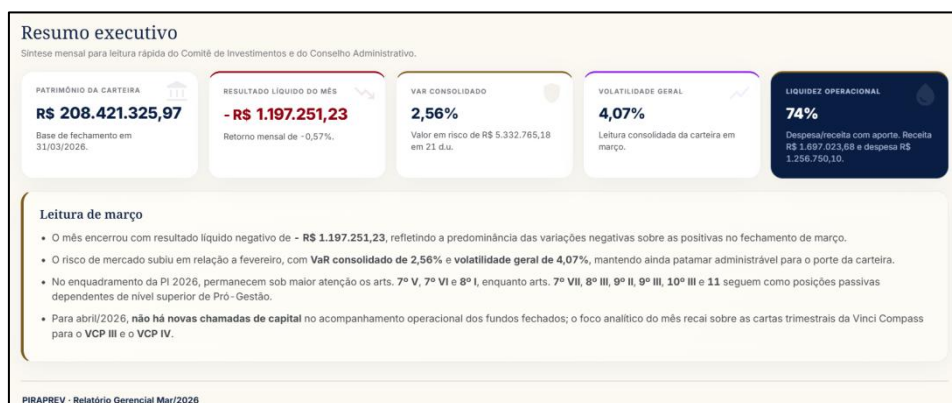 Resumo executivo
Síntese mensal para leitura rápida do Comitê de Investimentos e do Conselho Administrativo.
PATRIMÔNIO DA CARTEIRA
R$ 208.421.325,97
Base de fechamento em
31/03/2026.
RESULTADO LÍQUIDO DO MÊS
- R$ 1.197.251,23
Retorno mensal de -0,57%.
VAR CONSOLIDADO
2,56%
Valor em risco de R$ 5.332.765,18
em 21 d.u.
VOLATILIDADE GERAL
4,07%
Leitura consolidada da carteira em
março.
LIQUIDEZ OPERACIONAL
74%
Despesa/receita com aporte. Receita
R$ 1.697.023,68 e despesa R$
1.256.750,10.
Leitura de março
• O mês encerrou com resultado líquido negativo de - R$ 1.197.251,23, refletindo a predominância das variações negativas sobre as positivas no fechamento de março.
• O risco de mercado subiu em relação a fevereiro, com VaR consolidado de 2,56% e volatilidade geral de 4,07%, mantendo ainda patamar administrável para o porte da carteira.
• No enquadramento da PI 2026, permanecem sob maior atenção os arts. 7º V, 7º VI e 8º I, enquanto arts. 7º VII, 8º III, 9º II, 9º III, 10º III e 11 seguem como posições passivas
dependentes de nível superior de Pró-Gestão.
• Para abril/2026, não há novas chamadas de capital no acompanhamento operacional dos fundos fechados; o foco analítico do mês recai sobre as cartas trimestrais da Vinci Compass
para o VCP III e o VCP IV.
PIRAPREV · Relatório Gerencial Mar/2026